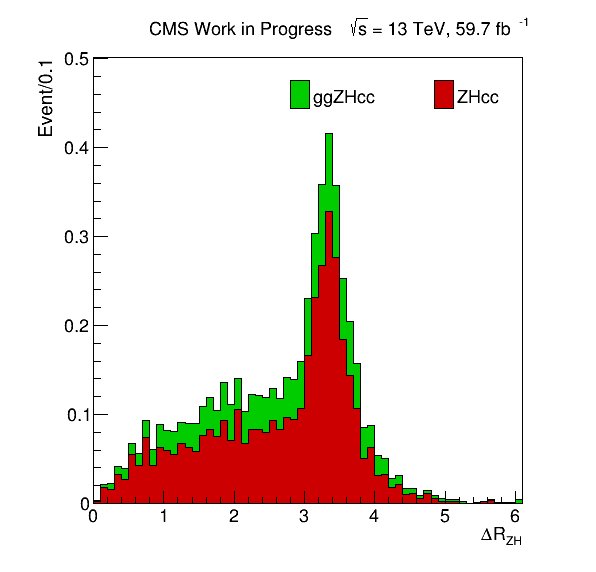 CMS Work in Progress √s = 13 TeV, 59.7 fb⁻¹
Event/0.1
ggZHcc ZHcc
0.5
0.4
0.3
0.2
0.1
0
0 1 2 3 4 5 6
ΔR_ZH